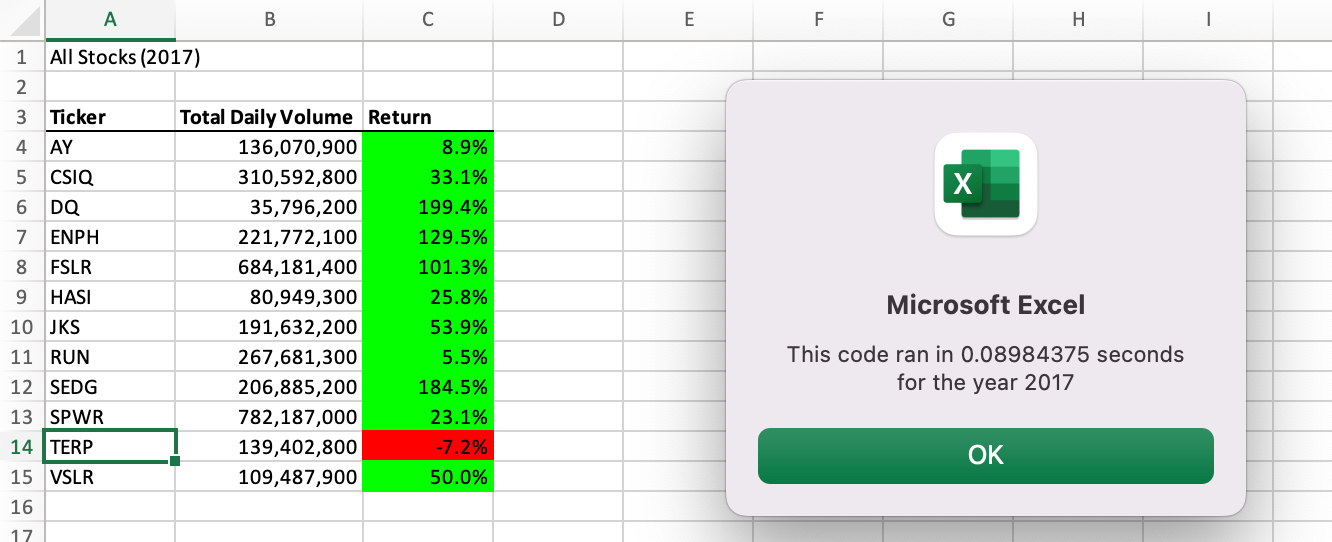 A B C D E F G H I
1 All Stocks (2017)
2
3 Ticker Total Daily Volume Return
4 AY 136,070,900 8.9%
5 CSIQ 310,592,800 33.1%
6 DQ 35,796,200 199.4%
7 ENPH 221,772,100 129.5%
8 FSLR 684,181,400 101.3%
9 HASI 80,949,300 25.8%
10 JKS 191,632,200 53.9%
11 RUN 267,681,300 5.5%
12 SEDG 206,885,200 184.5%
13 SPWR 782,187,000 23.1%
14 TERP 139,402,800 -7.2%
15 VSLR 109,487,900 50.0%
16
17
X
Microsoft Excel
This code ran in 0.08984375 seconds
for the year 2017
OK